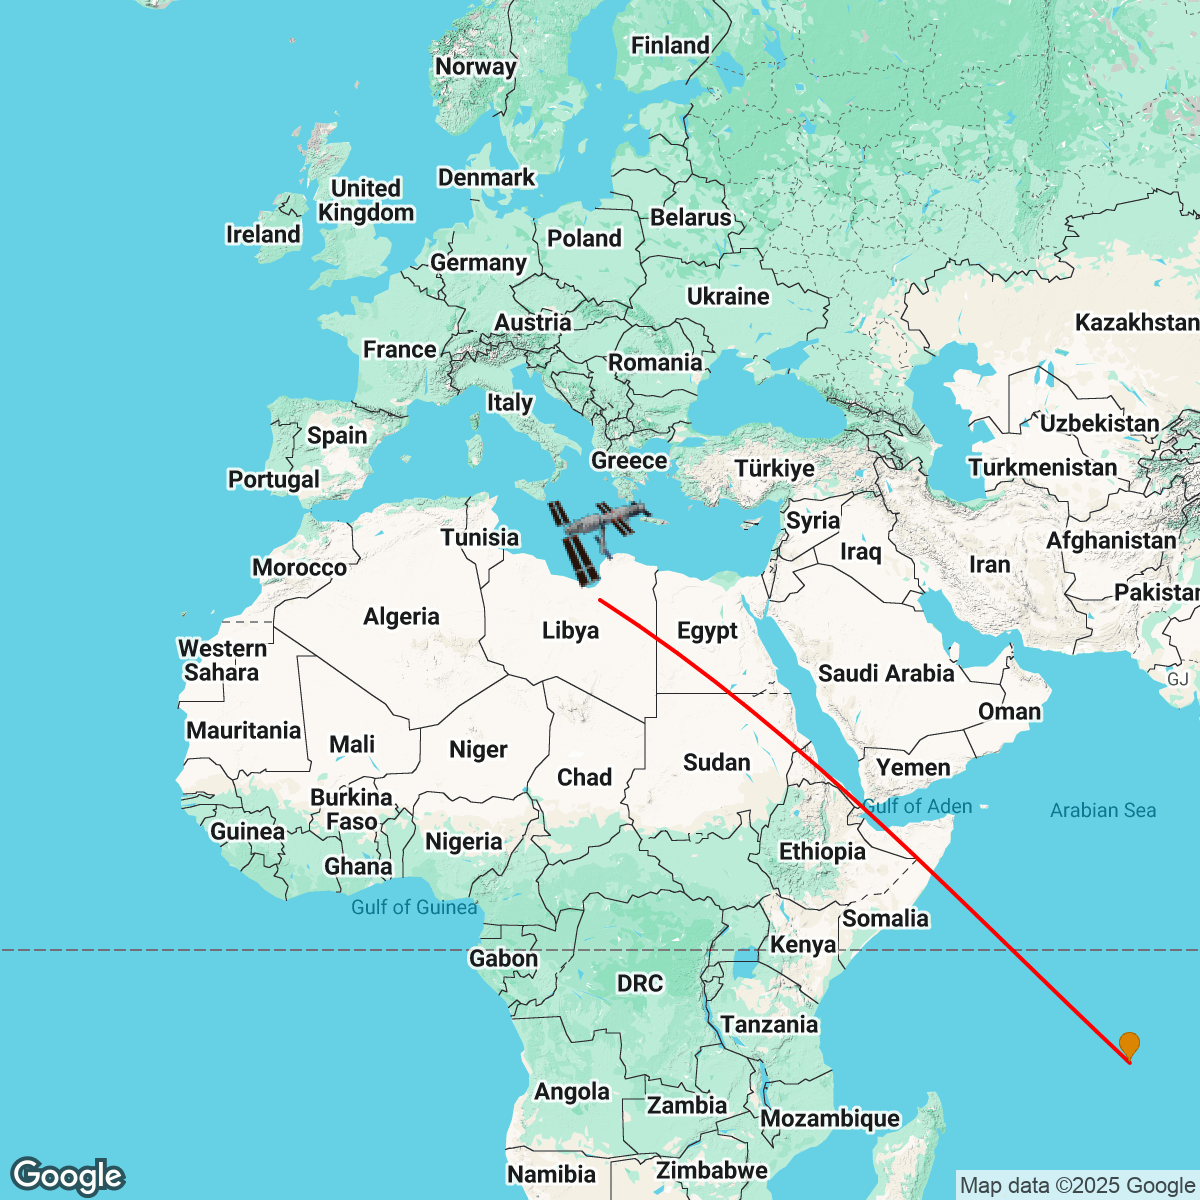 Finland
Norway
Denmark
United
Kingdom
Ireland
Belarus
Poland
Germany
Ukraine
Austria
Kazakhstan
France
Romania
Italy
Uzbekistan
Spain
Greece
Türkiye
Turkmenistan
Portugal
Syria
Tunisia
Iraq
Afghanistan
Iran
Morocco
Pakistan
Algeria
Libya
Egypt
Western
Sahara
Saudi Arabia
GJ
Oman
Mauritania
Mali
Niger
Sudan
Yemen
Chad
Burkina
Faso
Gulf of Aden
Arabian Sea
Guinea
Nigeria
Ethiopia
Ghana
Gulf of Guinea
Somalia
Kenya
Gabon
DRC
Tanzania
Angola
Zambia
Mozambique
Namibia
Zimbabwe
Google
Map data ©2025 Google